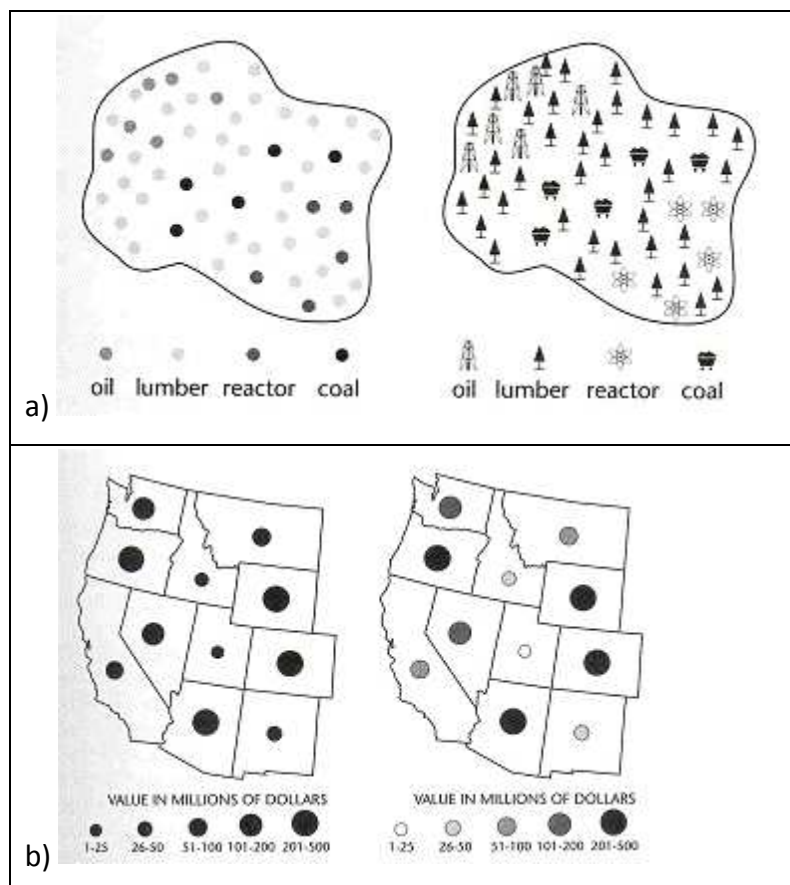 oil lumber reactor coal
oil lumber reactor coal
a)
VALUE IN MILLIONS OF DOLLARS
1-25 26-50 51-100 101-200 201-500
VALUE IN MILLIONS OF DOLLARS
1-25 26-50 51-100 101-200 201-500
b)